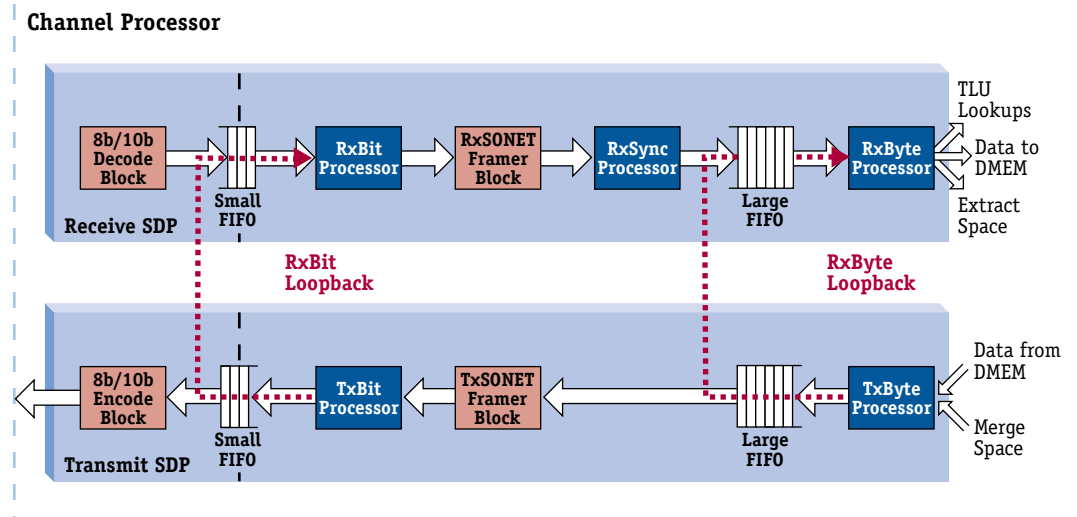 Channel Processor
8b/10b
Decode
Block
Small
FIFO
RxBit
Processor
RxSONET
Framer
Block
RxSync
Processor
Large
FIFO
RxByte
Processor
TLU
Lookups
Data to
DMEM
Extract
Space
Receive SDP
RxBit
Loopback
RxByte
Loopback
8b/10b
Encode
Block
Small
FIFO
TxBit
Processor
TxSONET
Framer
Block
Large
FIFO
TxByte
Processor
Data from
DMEM
Merge
Space
Transmit SDP